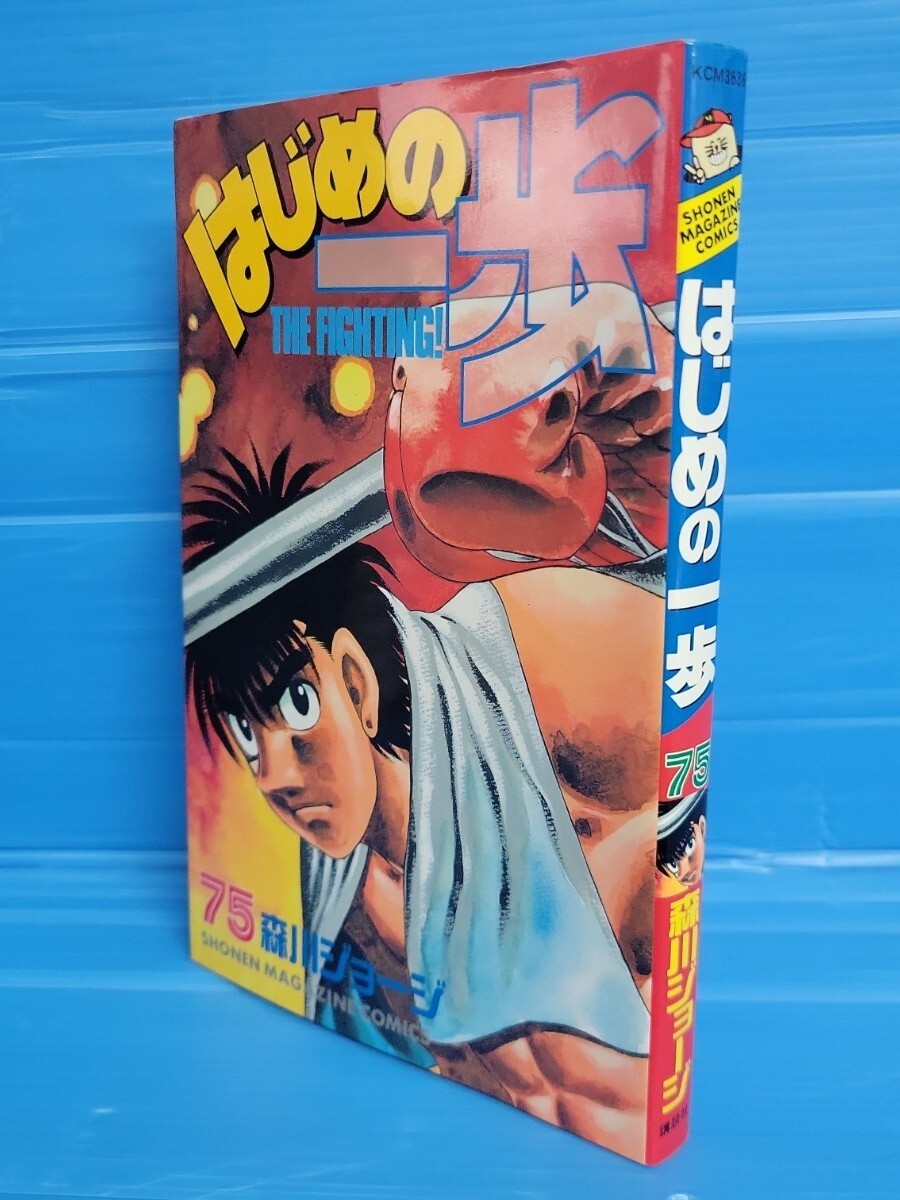 はじめの
一歩
THE FIGHTING!
75 森川ジョージ
SHONEN MAGAZINE COMICS
SHONEN
MAGAZINE
COMICS
はじめの一歩
75
森川ジョージ
講談社